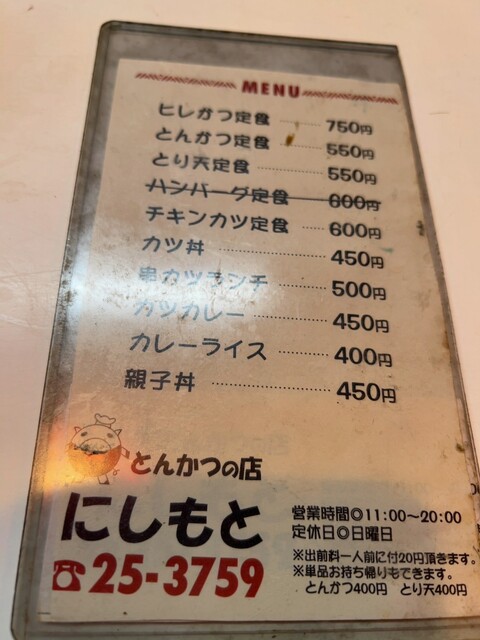 MENU
ヒレかつ定食 ……… 750円
とんかつ定食 ……… 550円
とり天定食 ……… 550円
ハンバーグ定食 600円
チキンカツ定食 ……… 600円
カツ丼 ……… 450円
串カツランチ ……… 500円
カツカレー ……… 450円
カレーライス ……… 400円
親子丼 ……… 450円
とんかつの店
にしもと
☎25-3759
営業時間◎11:00〜20:00
定休日◎日曜日
※出前料一人前に付20円頂きます。
※単品お持ち帰りもできます。
とんかつ400円 とり天400円